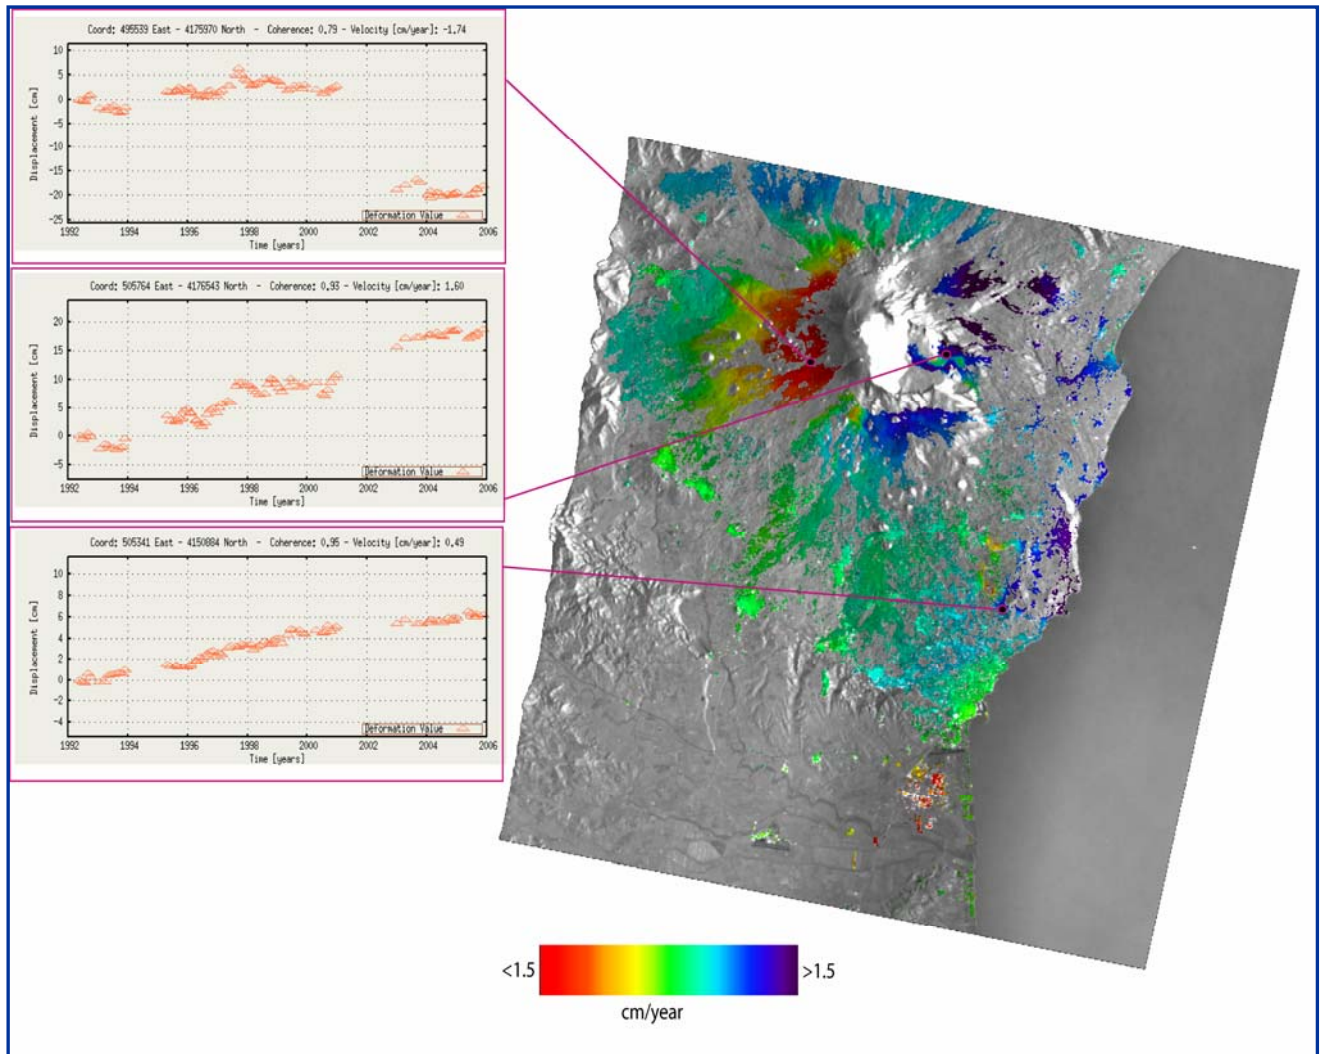 Coord: 495539 East - 4175970 North - Coherence: 0.79 - Velocity [cm/year]: -1.74
10
5
0
-5
-10
-15
-20
-25
Displacement [cm]
Deformation Value
1992 1994 1996 1998 2000 2002 2004 2006
Time [years]
Coord: 505764 East - 4176543 North - Coherence: 0.93 - Velocity [cm/year]: 1.60
20
15
10
5
0
-5
Displacement [cm]
Deformation Value
1992 1994 1996 1998 2000 2002 2004 2006
Time [years]
Coord: 505341 East - 4150884 North - Coherence: 0.95 - Velocity [cm/year]: 0.49
10
8
6
4
2
0
-2
-4
Displacement [cm]
Deformation Value
1992 1994 1996 1998 2000 2002 2004 2006
Time [years]
<1.5 >1.5
cm/year